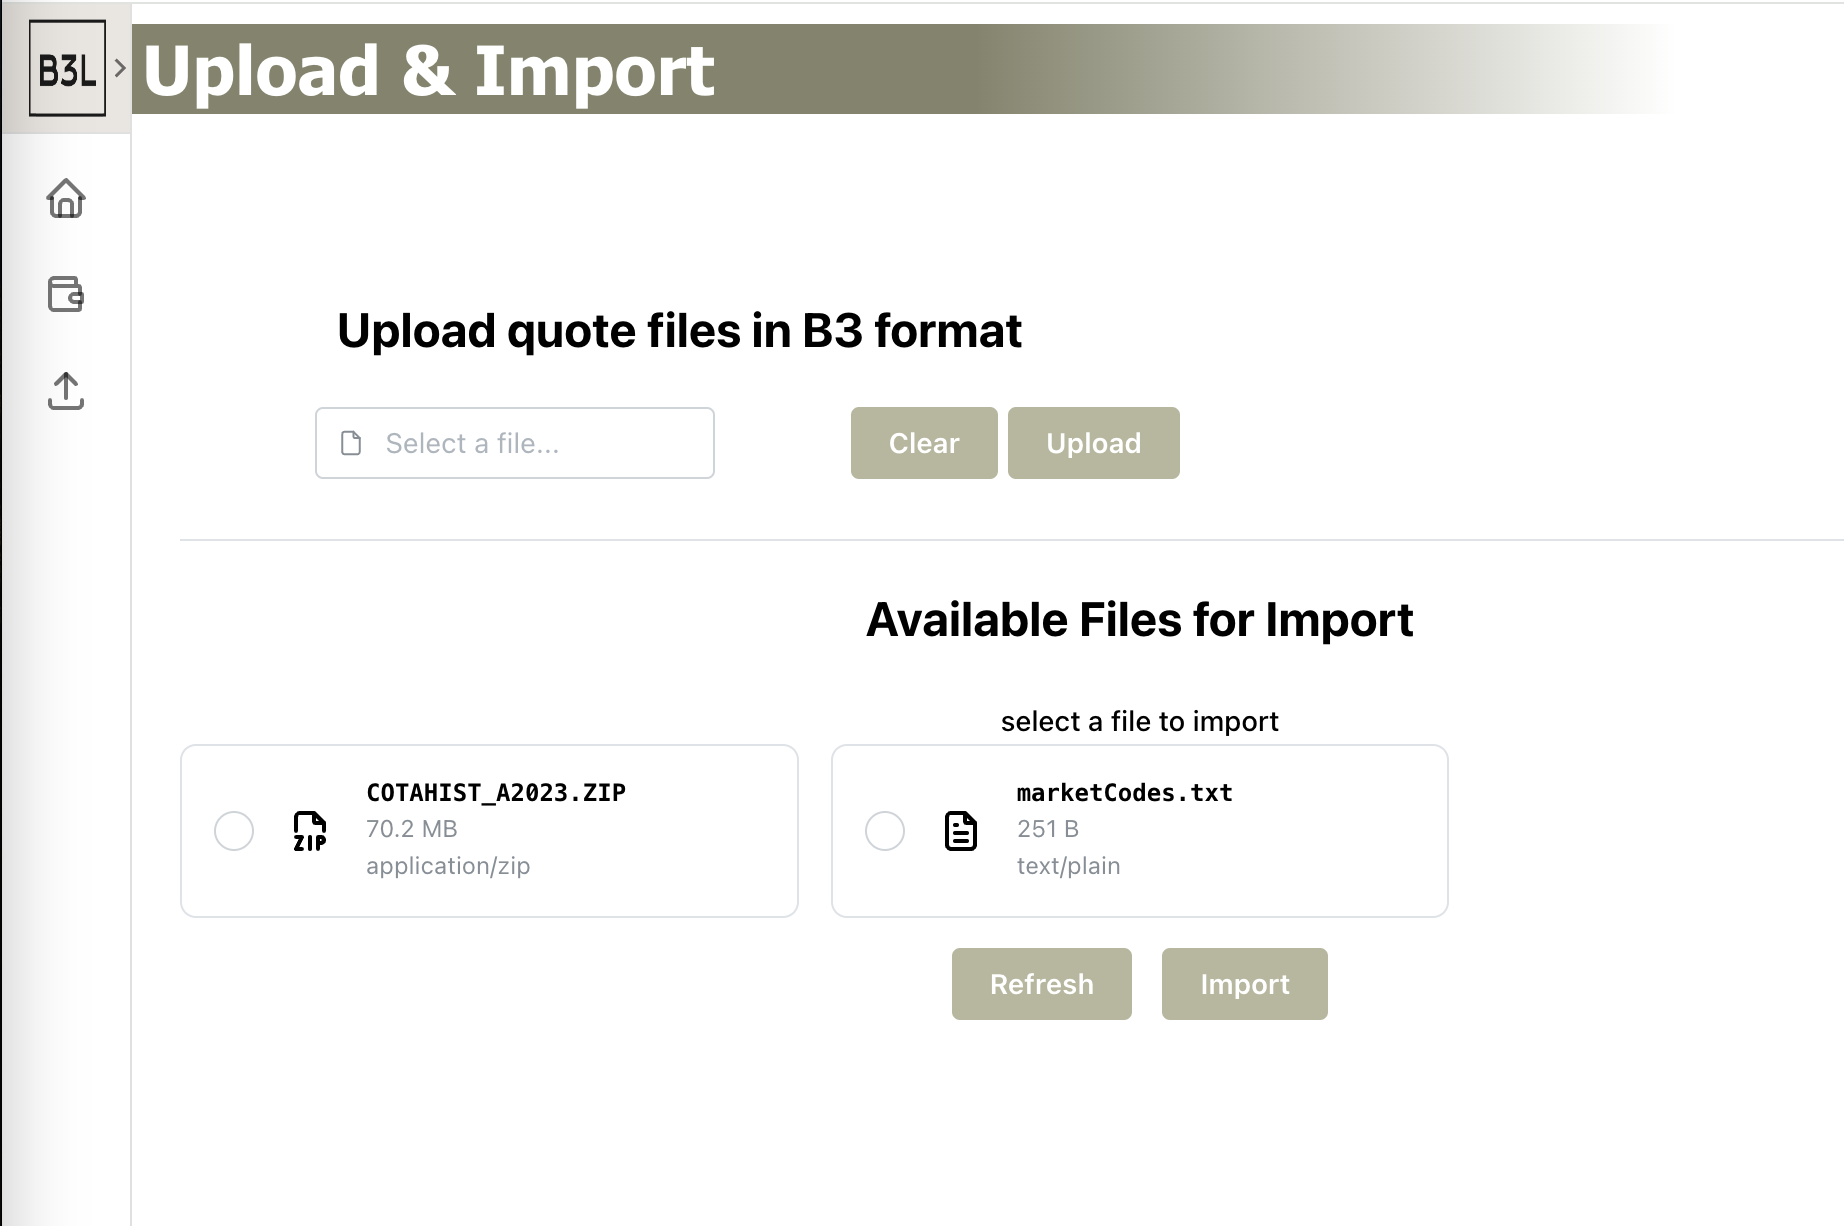 B3L
Upload & Import
Upload quote files in B3 format
Select a file...
Clear
Upload
Available Files for Import
select a file to import
COTAHIST_A2023.ZIP
70.2 MB
application/zip
ZIP
marketCodes.txt
251 B
text/plain
Refresh
Import